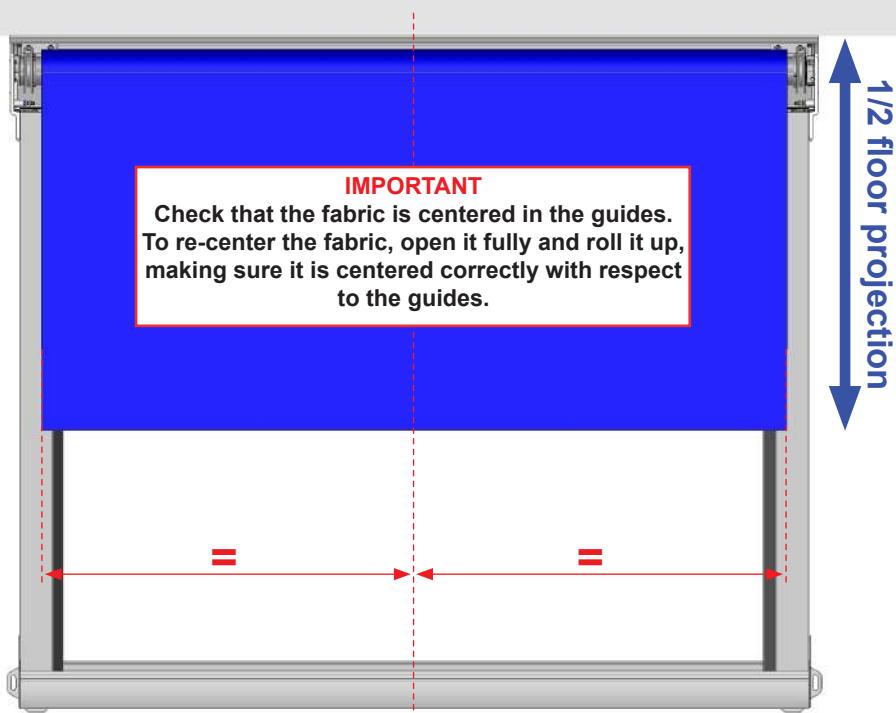 IMPORTANT
Check that the fabric is centered in the guides.
To re-center the fabric, open it fully and roll it up,
making sure it is centered correctly with respect
to the guides.
1/2 floor projection
= =